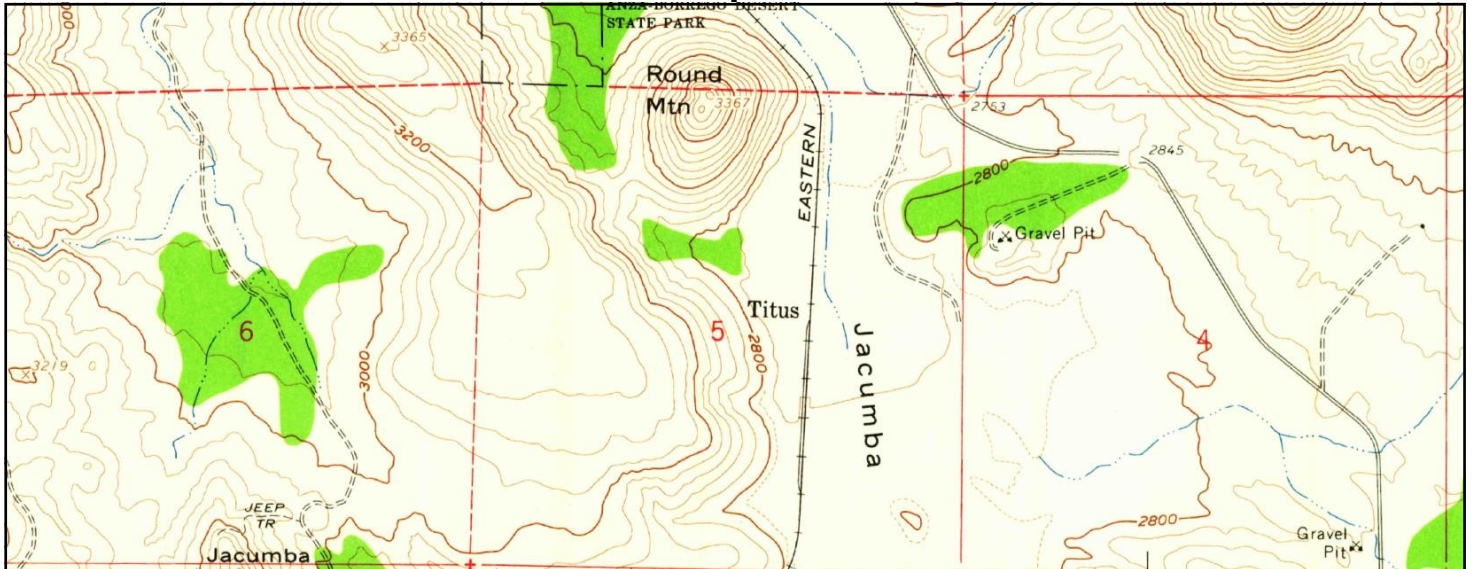 ANZA-BORREGO DESERT
STATE PARK
3365
Round
Mtn
3367
2753
3200
EASTERN
2845
2800
Gravel Pit
6
5
Titus
4
3219
3000
2800
Jacumba
JEEP
TR
2800
Gravel
Pit
Jacumba